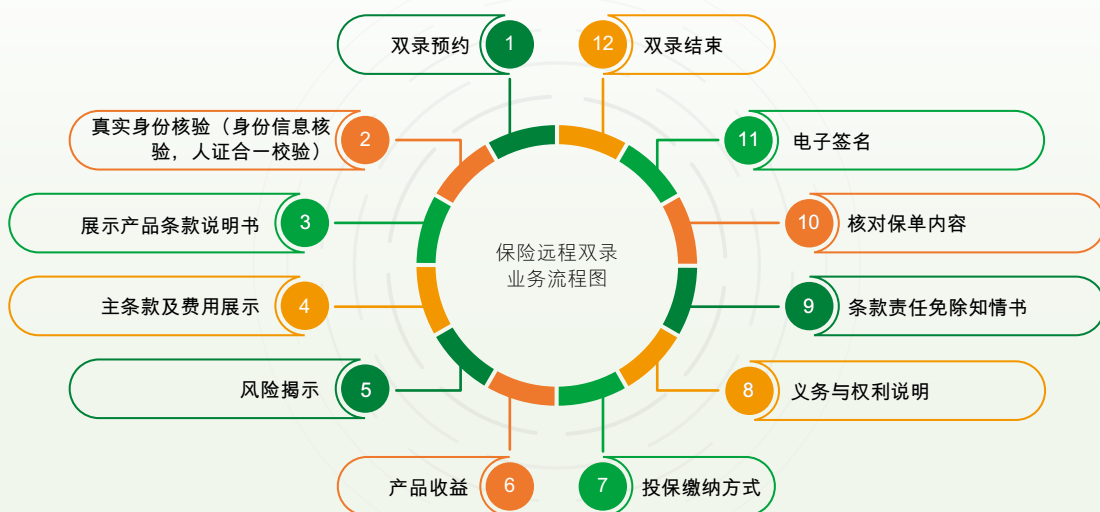 1
双录预约
2
真实身份核验（身份信息核
验，人证合一校验）
3
展示产品条款说明书
4
主条款及费用展示
5
风险揭示
6
产品收益
7
投保缴纳方式
8
义务与权利说明
9
条款责任免除知情书
10
核对保单内容
11
电子签名
12
双录结束
保险远程双录
业务流程图